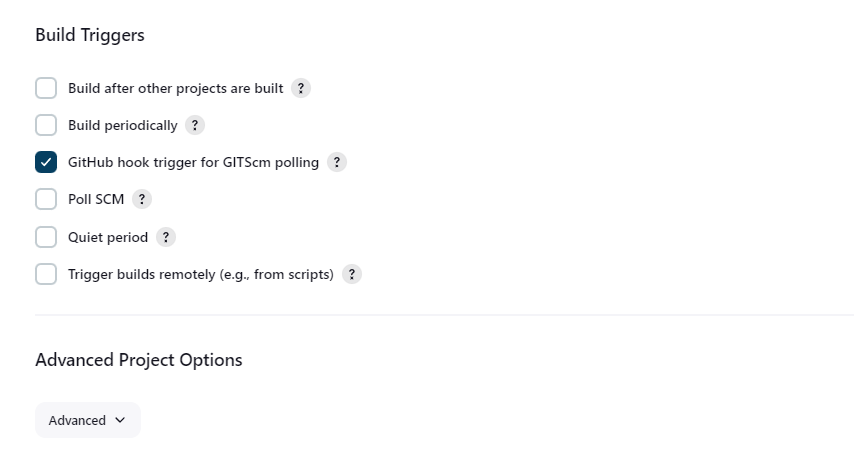 Build Triggers
Build after other projects are built ?
Build periodically ?
GitHub hook trigger for GITScm polling ?
Poll SCM ?
Quiet period ?
Trigger builds remotely (e.g., from scripts) ?
Advanced Project Options
Advanced